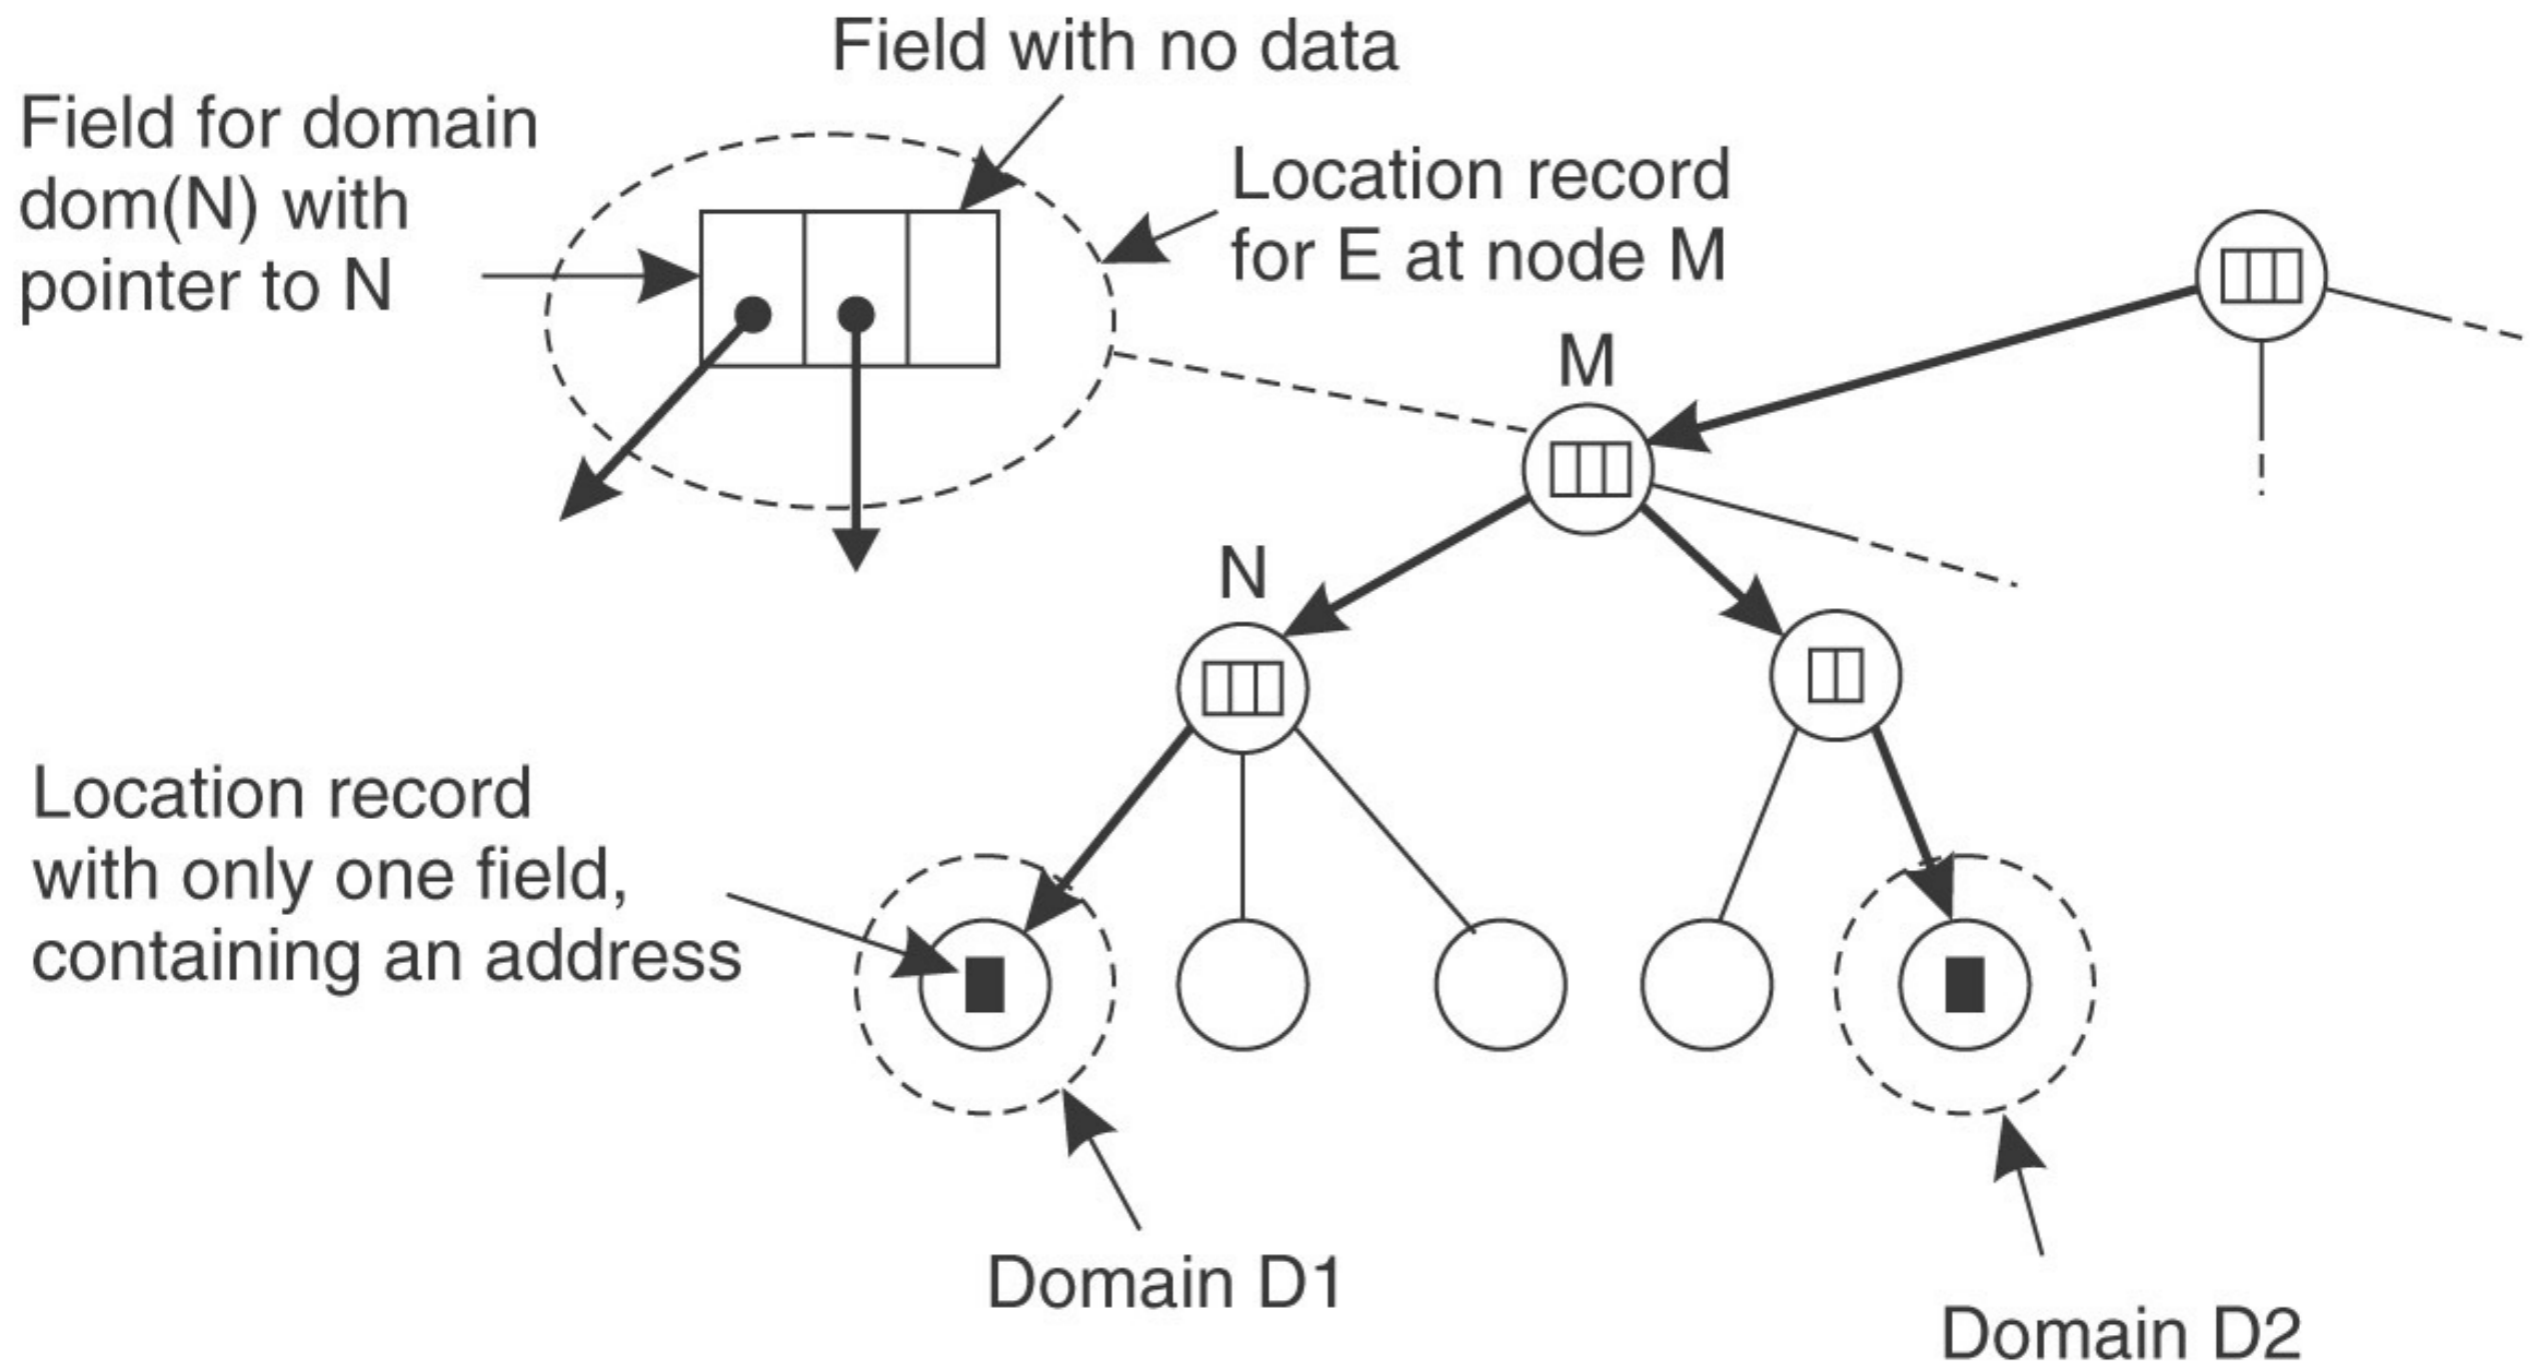 Field with no data
Field for domain
dom(N) with
pointer to N
Location record
for E at node M
M
N
Location record
with only one field,
containing an address
Domain D1
Domain D2